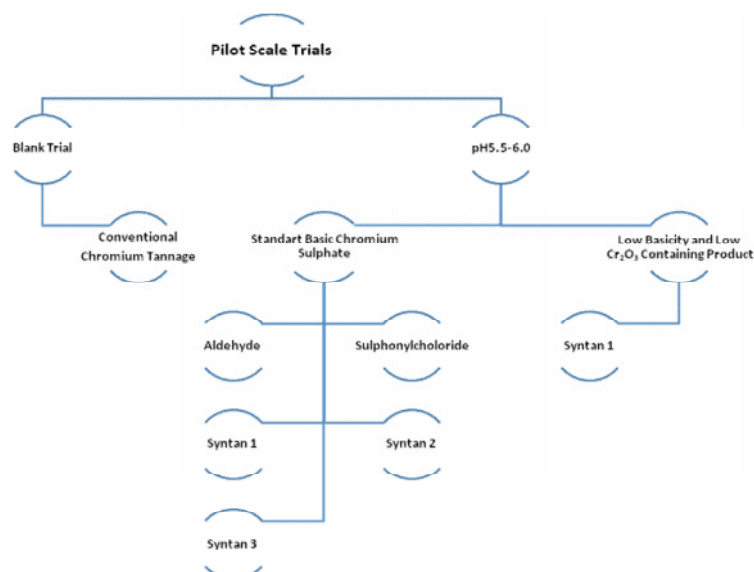 Pilot Scale Trials
Blank Trial
pH5.5-6.0
Conventional
Chromium Tannage
Standart Basic Chromium
Sulphate
Low Basicity and Low
Cr₂O₃ Containing Product
Aldehyde
Sulphonylcholoride
Syntan 1
Syntan 1
Syntan 2
Syntan 3